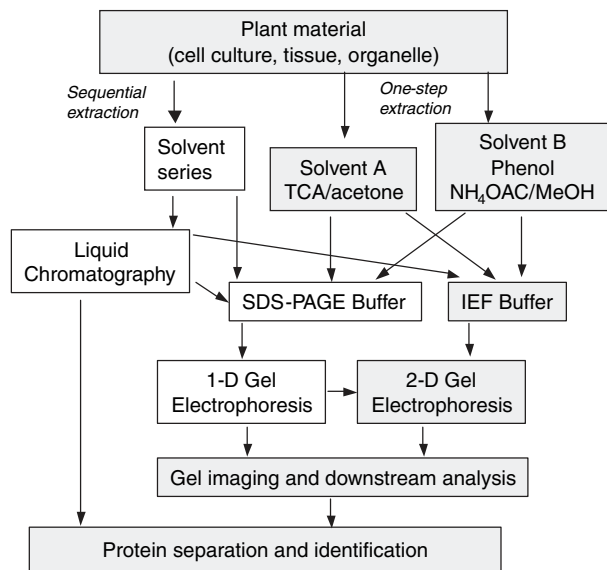 Plant material
(cell culture, tissue, organelle)
Sequential
extraction
One-step
extraction
Solvent
series
Solvent A
TCA/acetone
Solvent B
Phenol
NH₄OAC/MeOH
Liquid
Chromatography
SDS-PAGE Buffer
IEF Buffer
1-D Gel
Electrophoresis
2-D Gel
Electrophoresis
Gel imaging and downstream analysis
Protein separation and identification